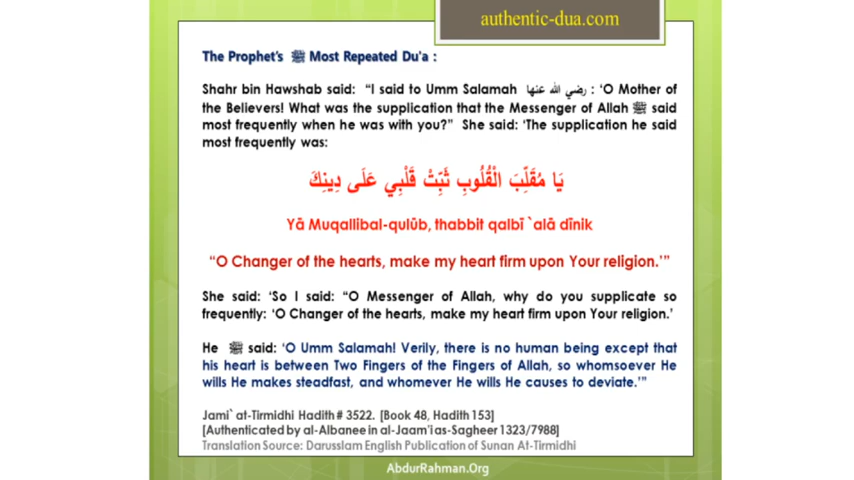 authentic-dua.com
The Prophet's ﷺ Most Repeated Du'a :
Shahr bin Hawshab said: “I said to Umm Salamah رضي الله عنها : ‘O Mother of
the Believers! What was the supplication that the Messenger of Allah ﷺ said
most frequently when he was with you?” She said: ‘The supplication he said
most frequently was:
يَا مُقَلِّبَ الْقُلُوبِ ثَبِّتْ قَلْبِي عَلَى دِينِكَ
Yā Muqallibal-qulūb, thabbit qalbī `alā dīnik
“O Changer of the hearts, make my heart firm upon Your religion.’”
She said: ‘So I said: “O Messenger of Allah, why do you supplicate so
frequently: ‘O Changer of the hearts, make my heart firm upon Your religion.’
He ﷺ said: ‘O Umm Salamah! Verily, there is no human being except that
his heart is between Two Fingers of the Fingers of Allah, so whomsoever He
wills He makes steadfast, and whomever He wills He causes to deviate.’”
Jami` at-Tirmidhi Hadith # 3522. [Book 48, Hadith 153]
[Authenticated by al-Albanee in al-Jaam'i as-Sagheer 1323/7988]
Translation Source: Darusslam English Publication of Sunan At-Tirmidhi
AbdurRahman.Org